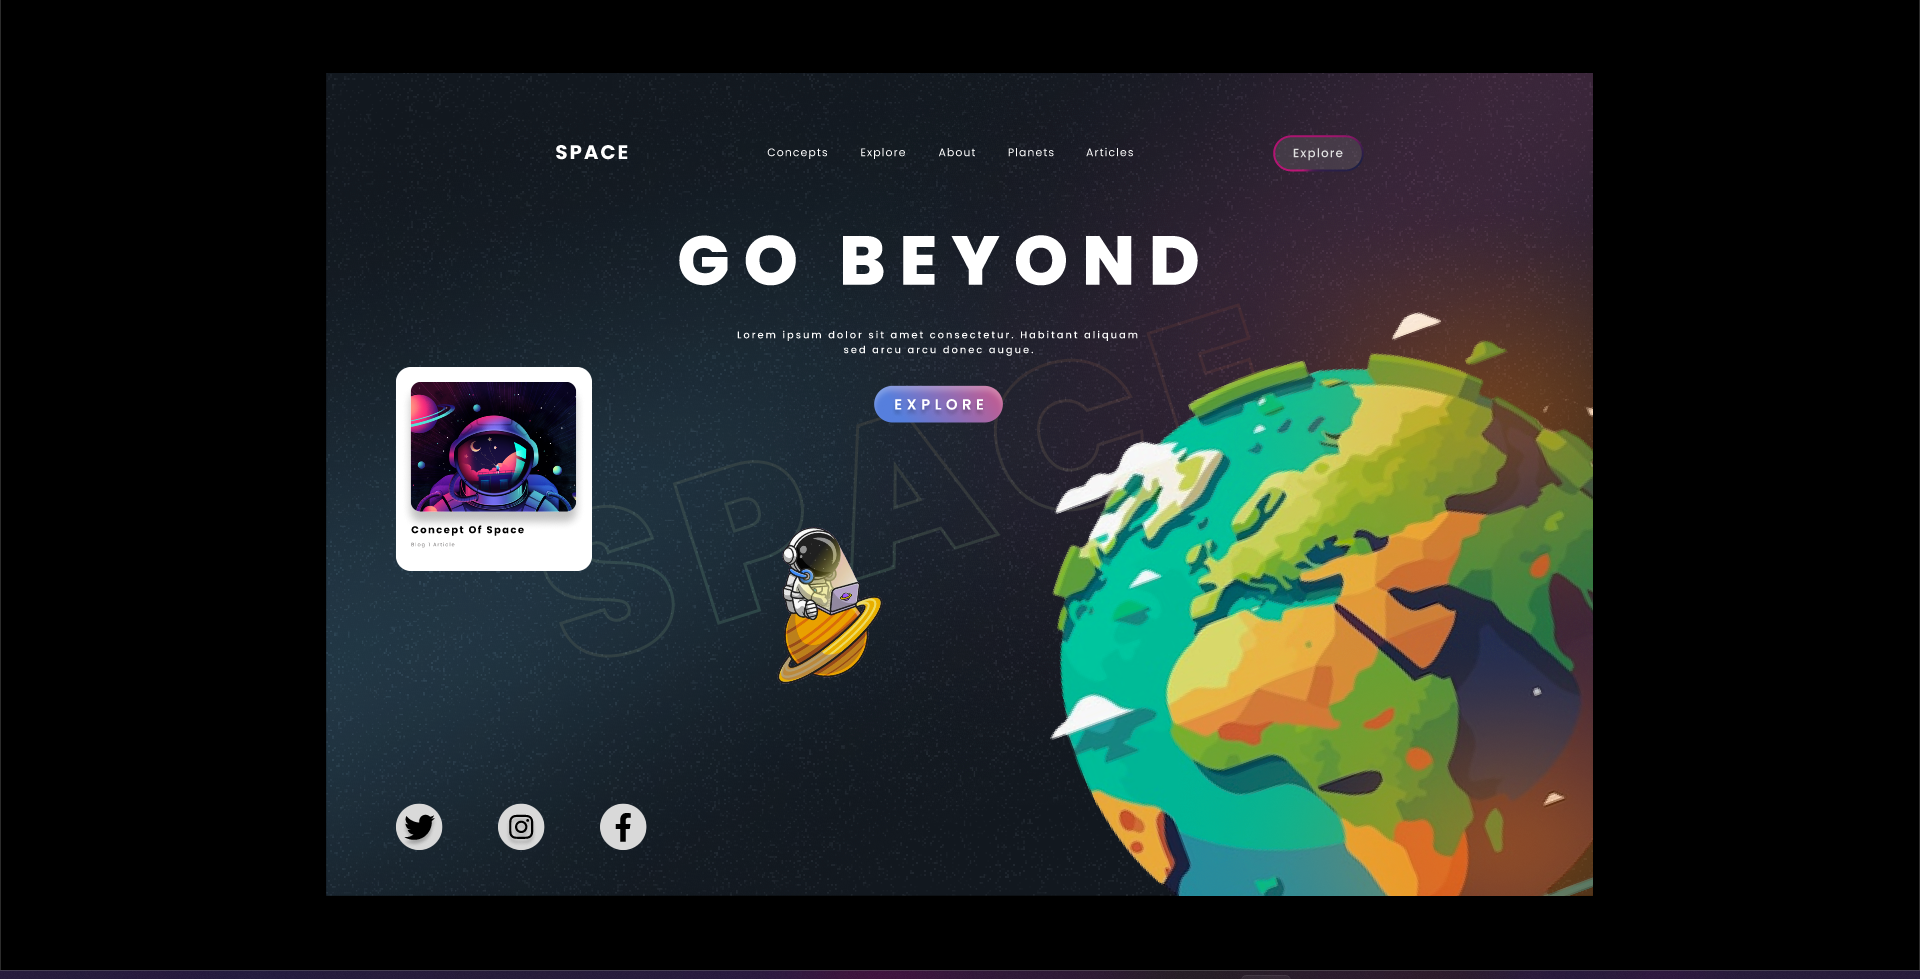 SPACE
Concepts
Explore
About
Planets
Articles
Explore
GO BEYOND
Lorem ipsum dolor sit amet consectetur. Habitant aliquam
sed arcu arcu donec augue.
EXPLORE
SPACE
Concept Of Space
Blog | Article